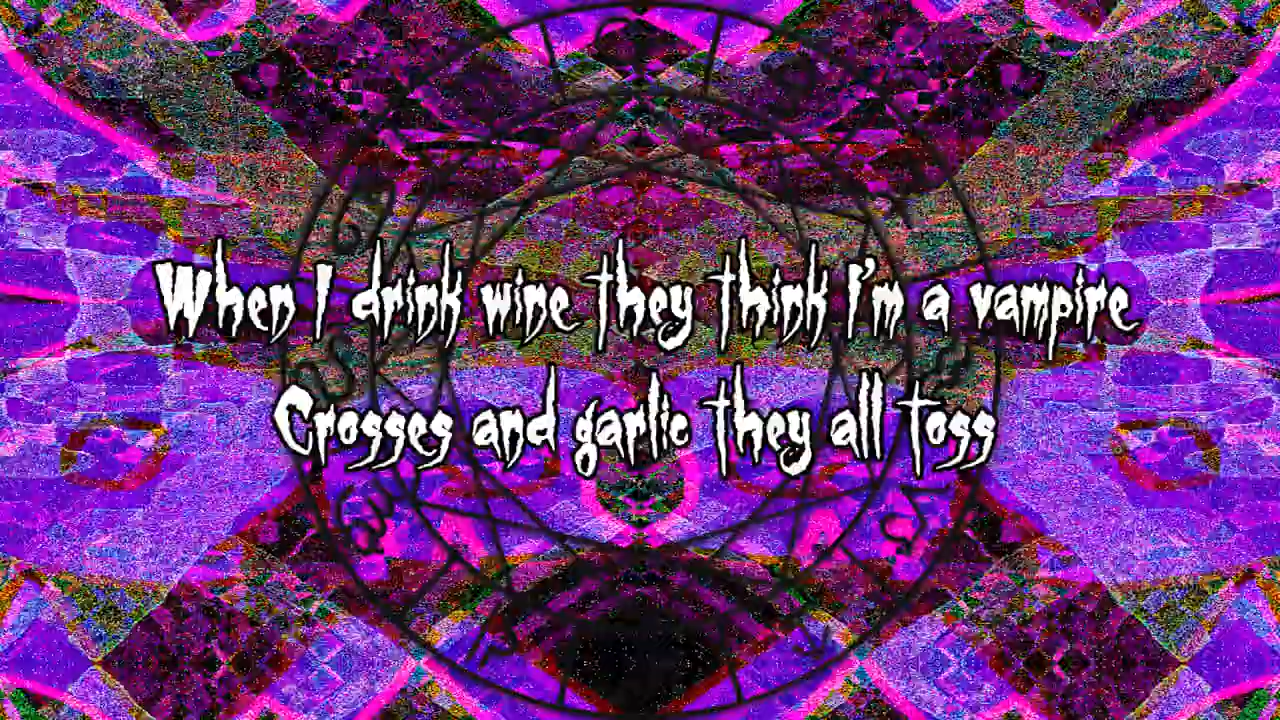 When I drink wine they think I'm a vampire
Crosses and garlic they all toss